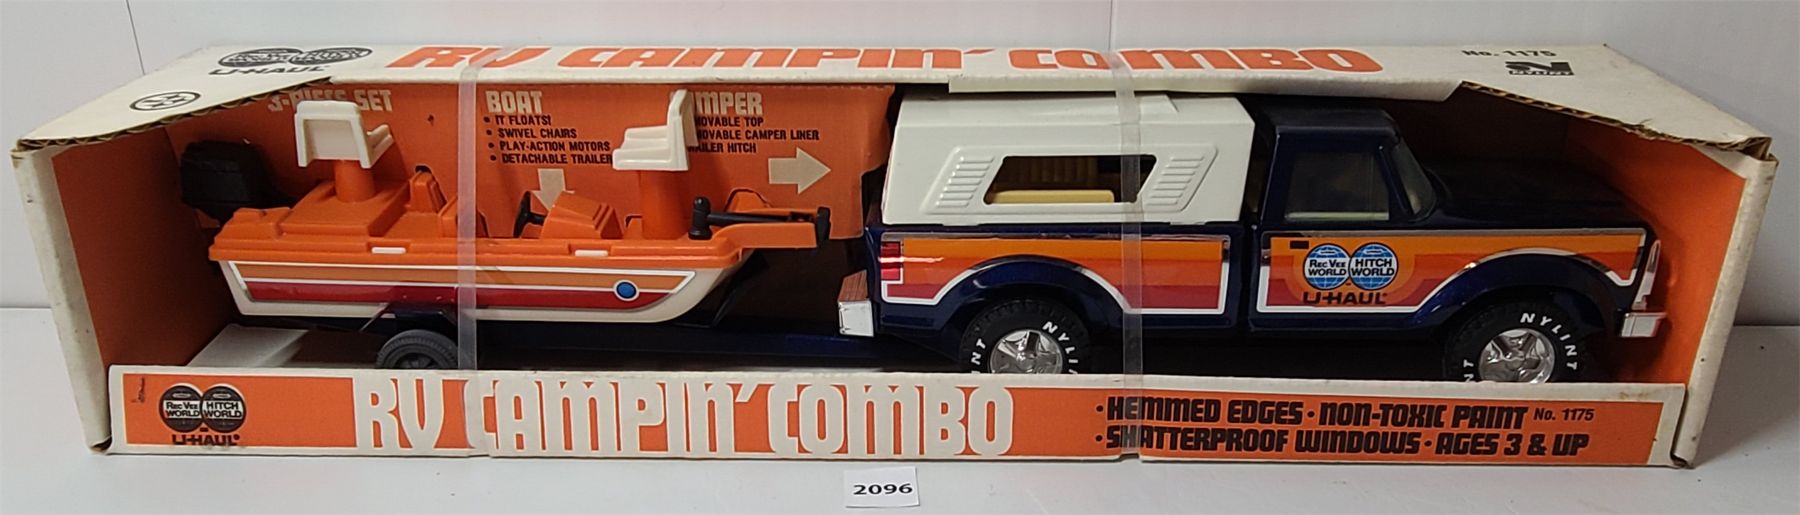 U-HAUL
RV CAMPIN' COMBO
No. 1175
NYLINT
3-PIECE SET
BOAT
• IT FLOATS!
• SWIVEL CHAIRS
• PLAY-ACTION MOTORS
• DETACHABLE TRAILER
MPER
MOVABLE TOP
MOVABLE CAMPER LINER
RAILER HITCH
REC VEE WORLD HITCH WORLD
U-HAUL
NYLINT
NYLINT
REC VEE WORLD HITCH WORLD
U-HAUL
RV CAMPIN' COMBO
• HEMMED EDGES • NON-TOXIC PAINT No. 1175
• SHATTERPROOF WINDOWS • AGES 3 & UP
2096